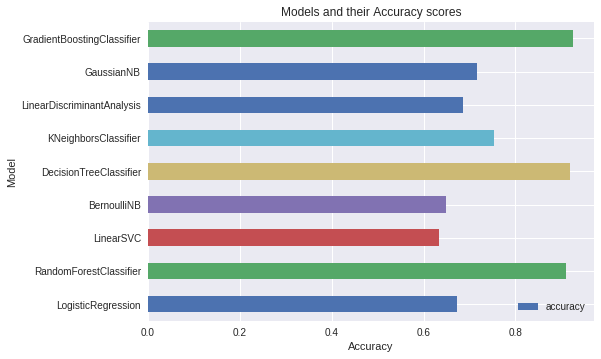 Models and their Accuracy scores
GradientBoostingClassifier
GaussianNB
LinearDiscriminantAnalysis
KNeighborsClassifier
DecisionTreeClassifier
BernoulliNB
LinearSVC
RandomForestClassifier
LogisticRegression
Model
accuracy
0.0 0.2 0.4 0.6 0.8
Accuracy